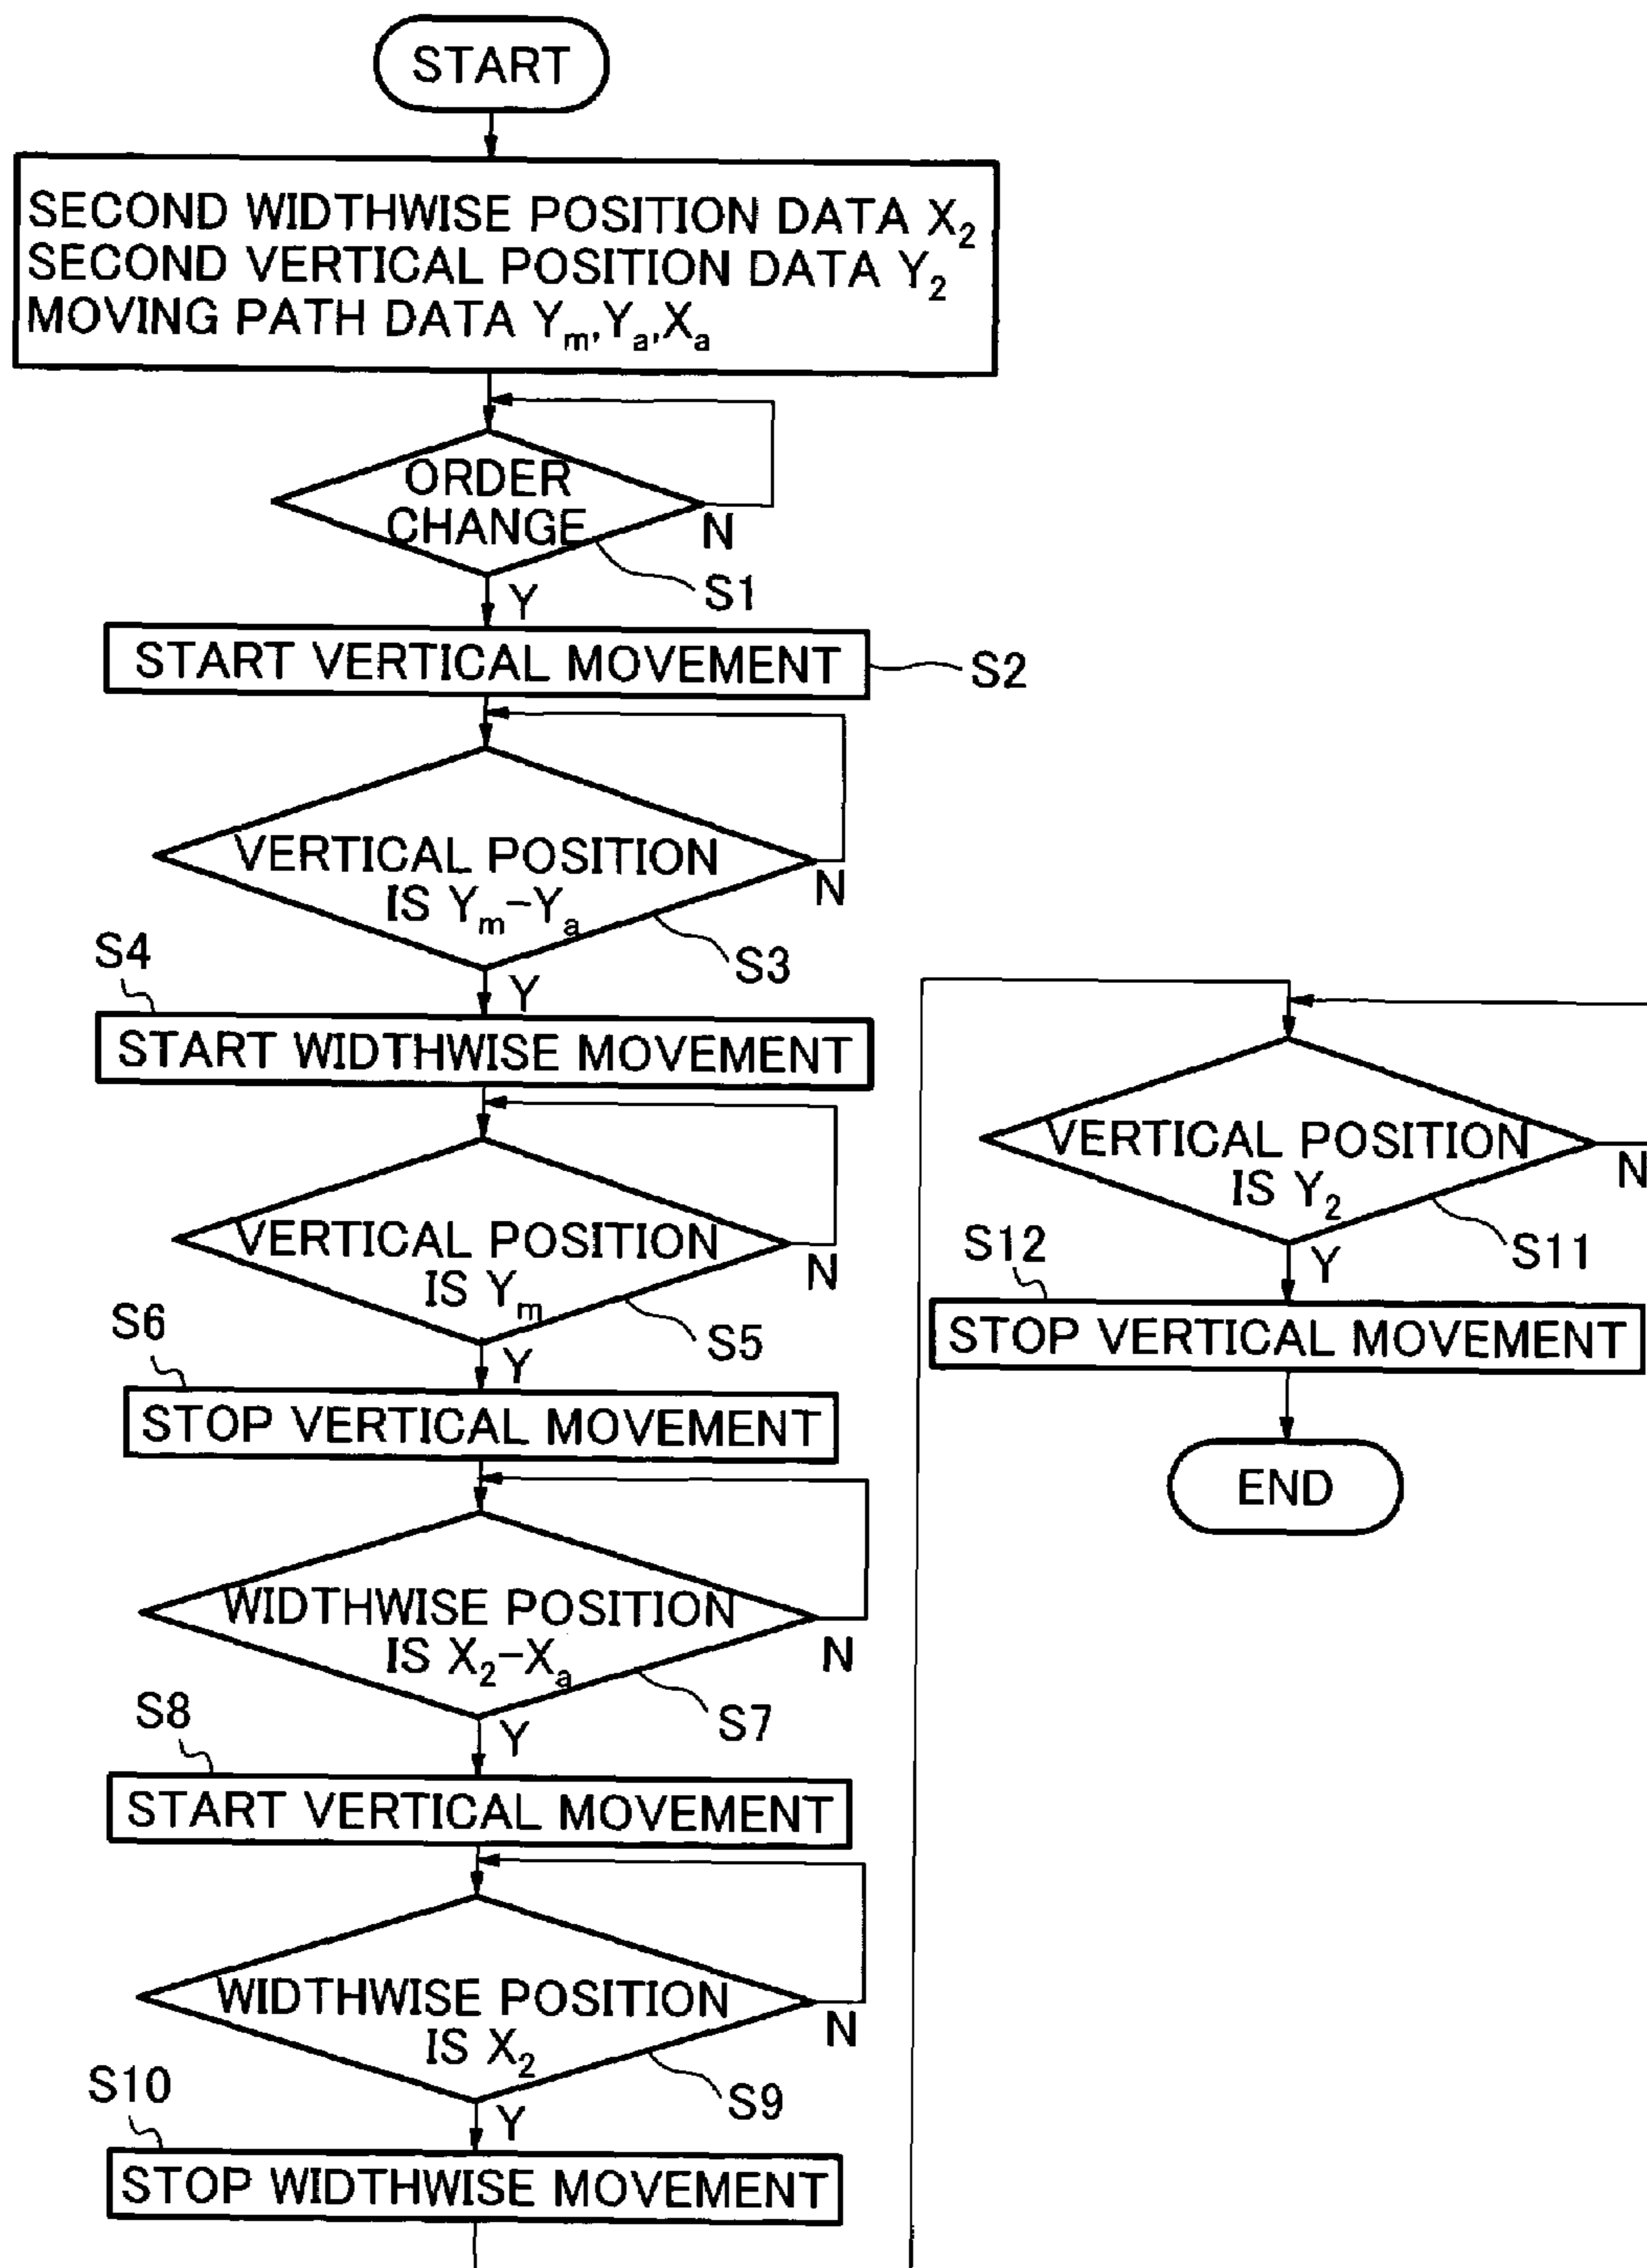 START
SECOND WIDTHWISE POSITION DATA X₂
SECOND VERTICAL POSITION DATA Y₂
MOVING PATH DATA Yₘ,Yₐ,Xₐ
ORDER
CHANGE
N
S1
Y
START VERTICAL MOVEMENT
S2
VERTICAL POSITION
IS Yₘ-Yₐ
N
S3
S4
Y
START WIDTHWISE MOVEMENT
VERTICAL POSITION
IS Yₘ
N
S5
S6
Y
STOP VERTICAL MOVEMENT
WIDTHWISE POSITION
IS X₂-Xₐ
N
S7
S8
Y
START VERTICAL MOVEMENT
WIDTHWISE POSITION
IS X₂
N
S9
S10
Y
STOP WIDTHWISE MOVEMENT
VERTICAL POSITION
IS Y₂
N
S11
S12
Y
STOP VERTICAL MOVEMENT
END